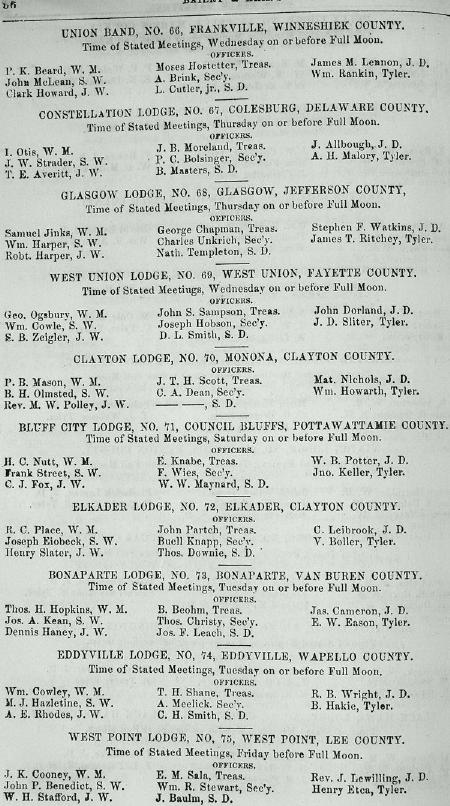 86
UNION BAND, NO. 66, FRANKVILLE, WINNESHIEK COUNTY.
Time of Stated Meetings, Wednesday on or before Full Moon.
OFFICERS.
P. K. Beard, W. M. Moses Hostetter, Treas. James M. Lennon, J. D.
John McLean, S. W. A. Brink, Sec'y. Wm. Rankin, Tyler.
Clark Howard, J. W. L. Cutler, jr., S. D.
CONSTELLATION LODGE, NO. 67, COLESBURG, DELAWARE COUNTY.
Time of Stated Meetings, Thursday on or before Full Moon.
OFFICERS.
I. Otis, W. M. J. B. Moreland, Treas. J. Allbough, J. D.
J. W. Strader, S. W. P. C. Bolsinger, Sec'y. A. H. Malory, Tyler.
T. E. Averitt, J. W. B. Masters, S. D.
GLASGOW LODGE, NO. 68, GLASGOW, JEFFERSON COUNTY,
Time of Stated Meetings, Thursday on or before Full Moon.
OFFICERS.
Samuel Jinks, W. M. George Chapman, Treas. Stephen F. Watkins, J. D.
Wm. Harper, S. W. Charles Unkrich, Sec'y. James T. Ritchey, Tyler.
Robt. Harper, J. W. Nath. Templeton, S. D.
WEST UNION LODGE, NO. 69, WEST UNION, FAYETTE COUNTY.
Time of Stated Meetings, Wednesday on or before Full Moon.
OFFICERS.
Geo. Ogsbury, W. M. John S. Sampson, Treas. John Dorland, J. D.
Wm. Cowle, S. W. Joseph Hobson, Sec'y. J. D. Sliter, Tyler.
S. B. Zeigler, J. W. D. L. Smith, S. D.
CLAYTON LODGE, NO. 70, MONONA, CLAYTON COUNTY.
OFFICERS.
P. B. Mason, W. M. J. T. H. Scott, Treas. Mat. Nichols, J. D.
B. H. Olmsted, S. W. C. A. Dean, Sec'y. Wm. Howarth, Tyler.
Rev. M. W. Polley, J. W. — —, S. D.
BLUFF CITY LODGE, NO. 71, COUNCIL BLUFFS, POTTAWATTAMIE COUNTY.
Time of Stated Meetings, Saturday on or before Full Moon.
OFFICERS.
H. C. Nutt, W. M. E. Knabe, Treas. W. B. Potter, J. D.
Frank Street, S. W. F. Wies, Sec'y. Jno. Keller, Tyler.
C. J. Fox, J. W. W. W. Maynard, S. D.
ELKADER LODGE, NO. 72, ELKADER, CLAYTON COUNTY.
OFFICERS.
R. C. Place, W. M. John Partch, Treas. C. Leibrook, J. D.
Joseph Eiobeck, S. W. Buell Knapp, Sec'y. V. Boller, Tyler.
Henry Slater, J. W. Thos. Downie, S. D.
BONAPARTE LODGE, NO. 73, BONAPARTE, VAN BUREN COUNTY.
Time of Stated Meetings, Tuesday on or before Full Moon.
OFFICERS.
Thos. H. Hopkins, W. M. B. Beohm, Treas. Jas. Cameron, J. D.
Jos. A. Kean, S. W. Thos. Christy, Sec'y. E. W. Eason, Tyler.
Dennis Haney, J. W. Jos. F. Leach, S. D.
EDDYVILLE LODGE, NO, 74, EDDYVILLE, WAPELLO COUNTY.
Time of Stated Meetings, Tuesday on or before Full Moon.
OFFICERS.
Wm. Cowley, W. M. T. H. Shane, Treas. R. B. Wright, J. D.
M. J. Hazletine, S. W. A. Meelick. Sec'y. B. Hakie, Tyler.
A. E. Rhodes, J. W. C. H. Smith, S. D.
WEST POINT LODGE, NO, 75, WEST POINT, LEE COUNTY.
Time of Stated Meetings, Friday before Full Moon.
OFFICERS.
J. K. Cooney, W. M. E. M. Sala, Treas. Rev. J. Lewilling, J. D.
John P. Benedict, S. W. Wm. R. Stewart, Sec'y. Henry Etca, Tyler.
W. H. Stafford, J. W. J. Baulm, S. D.